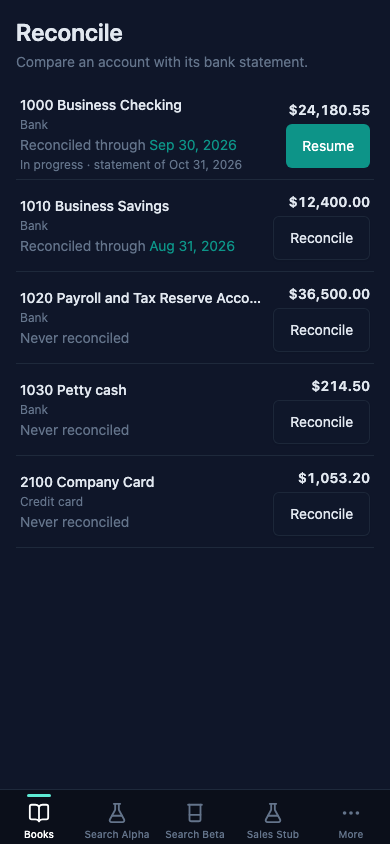 Reconcile
Compare an account with its bank statement.
1000 Business Checking
$24,180.55
Bank
Reconciled through Sep 30, 2026
Resume
In progress · statement of Oct 31, 2026
1010 Business Savings
$12,400.00
Bank
Reconciled through Aug 31, 2026
Reconcile
1020 Payroll and Tax Reserve Acco...
$36,500.00
Bank
Never reconciled
Reconcile
1030 Petty cash
$214.50
Bank
Never reconciled
Reconcile
2100 Company Card
$1,053.20
Credit card
Never reconciled
Reconcile
Books
Search Alpha
Search Beta
Sales Stub
More